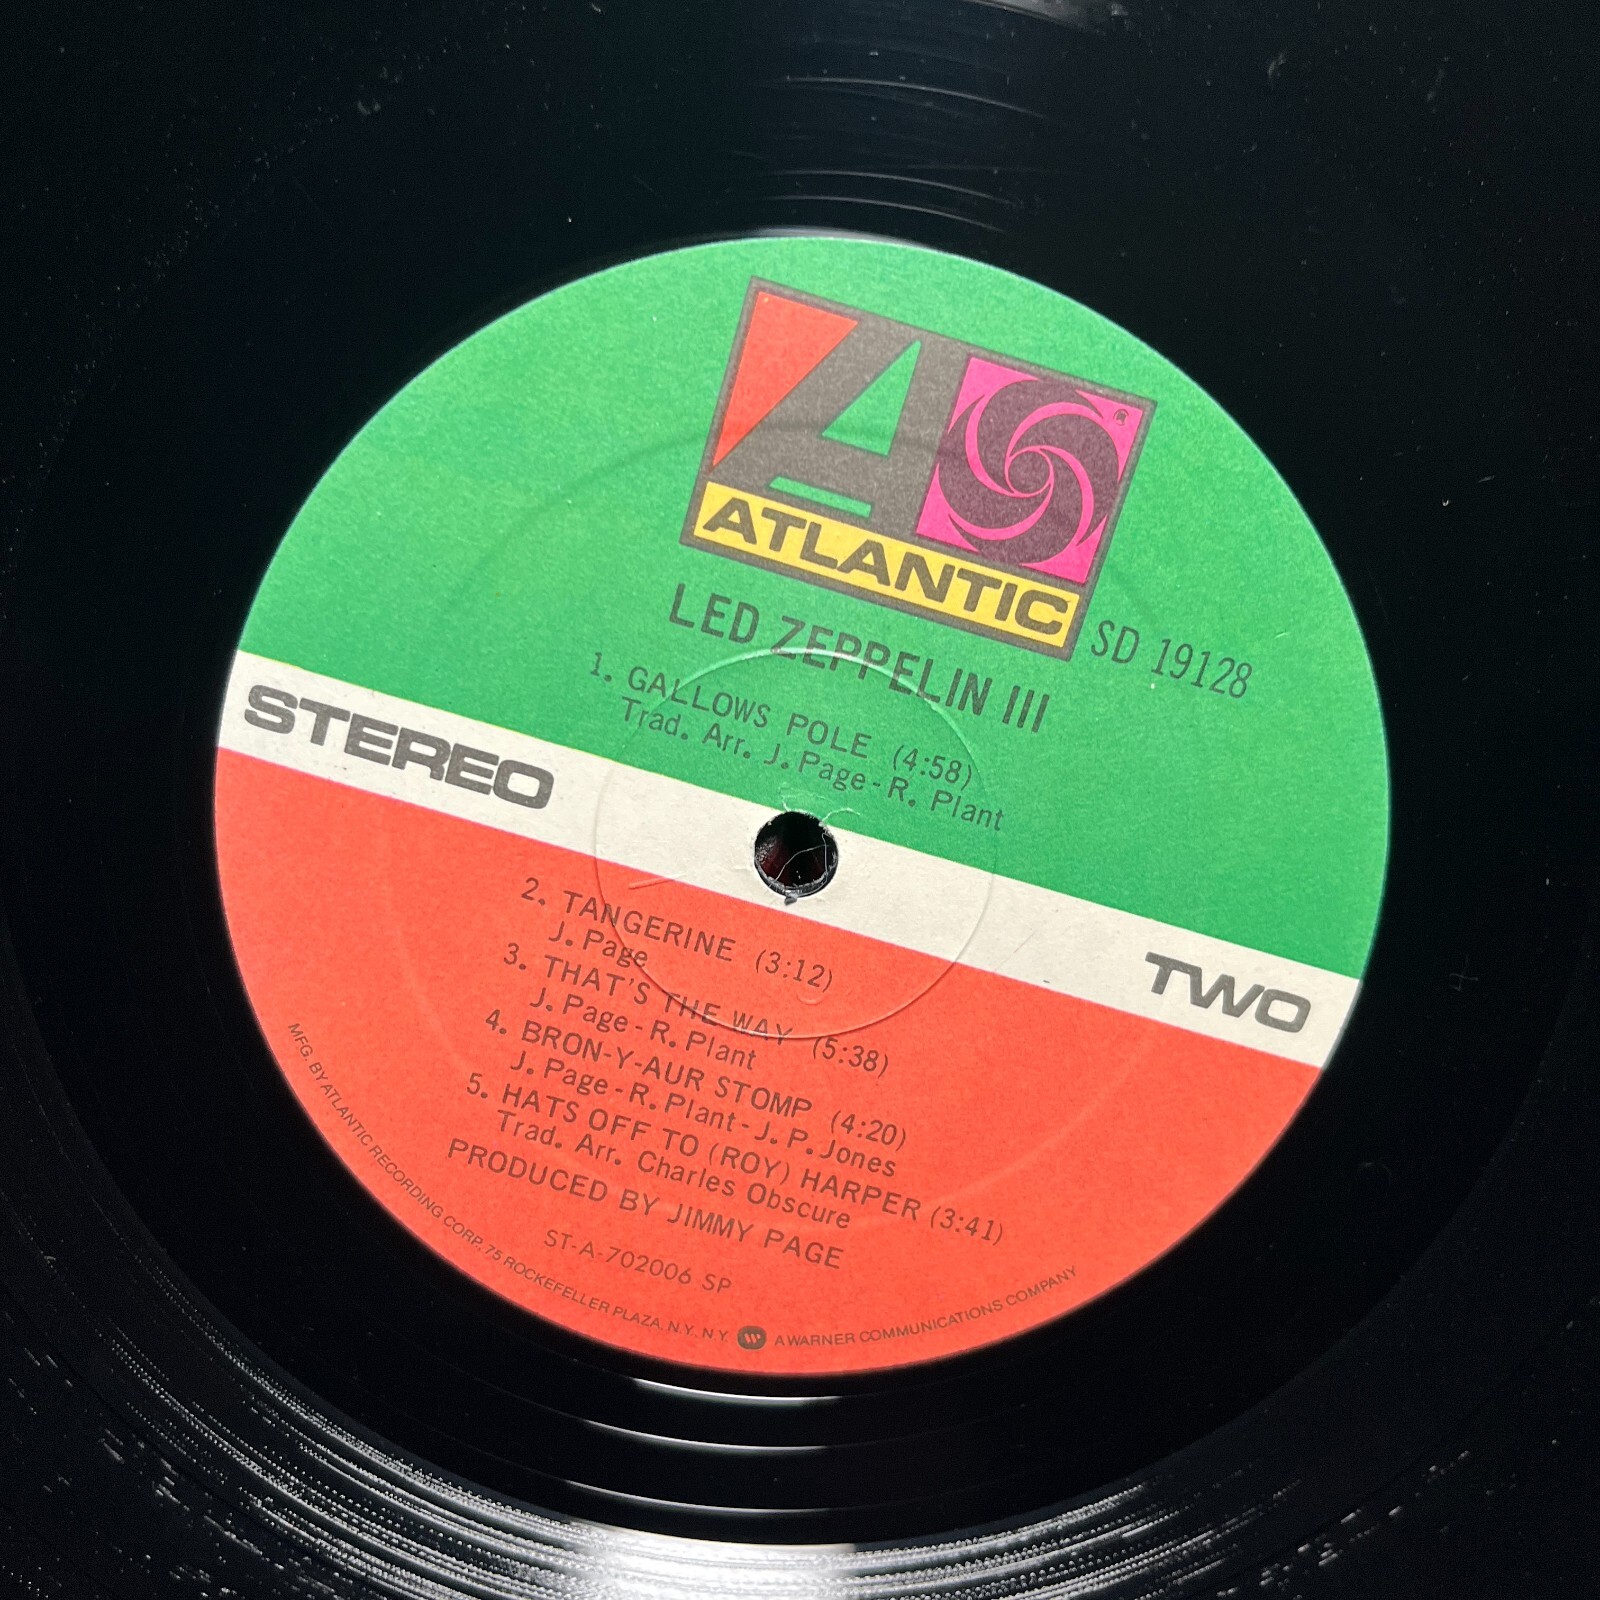 ATLANTIC
®
SD 19128
LED ZEPPELIN III
1. GALLOWS POLE (4:58)
Trad. Arr. J. Page - R. Plant
STEREO
TWO
2. TANGERINE (3:12)
J. Page
3. THAT'S THE WAY (5:38)
J. Page - R. Plant
4. BRON-Y-AUR STOMP (4:20)
J. Page - R. Plant - J. P. Jones
5. HATS OFF TO (ROY) HARPER (3:41)
Trad. Arr. Charles Obscure
PRODUCED BY JIMMY PAGE
ST-A-702006 SP
MFG. BY ATLANTIC RECORDING CORP., 75 ROCKEFELLER PLAZA, N.Y., N.Y. A WARNER COMMUNICATIONS COMPANY